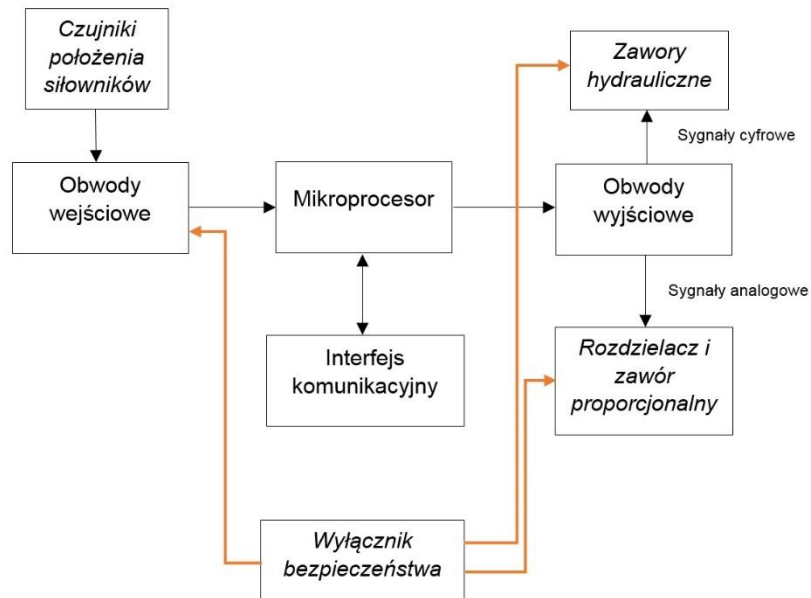 Czujniki
położenia
siłowników
Zawory
hydrauliczne
Sygnały cyfrowe
Obwody
wejściowe
Mikroprocesor
Obwody
wyjściowe
Sygnały analogowe
Interfejs
komunikacyjny
Rozdzielacz i
zawór
proporcjonalny
Wyłącznik
bezpieczeństwa